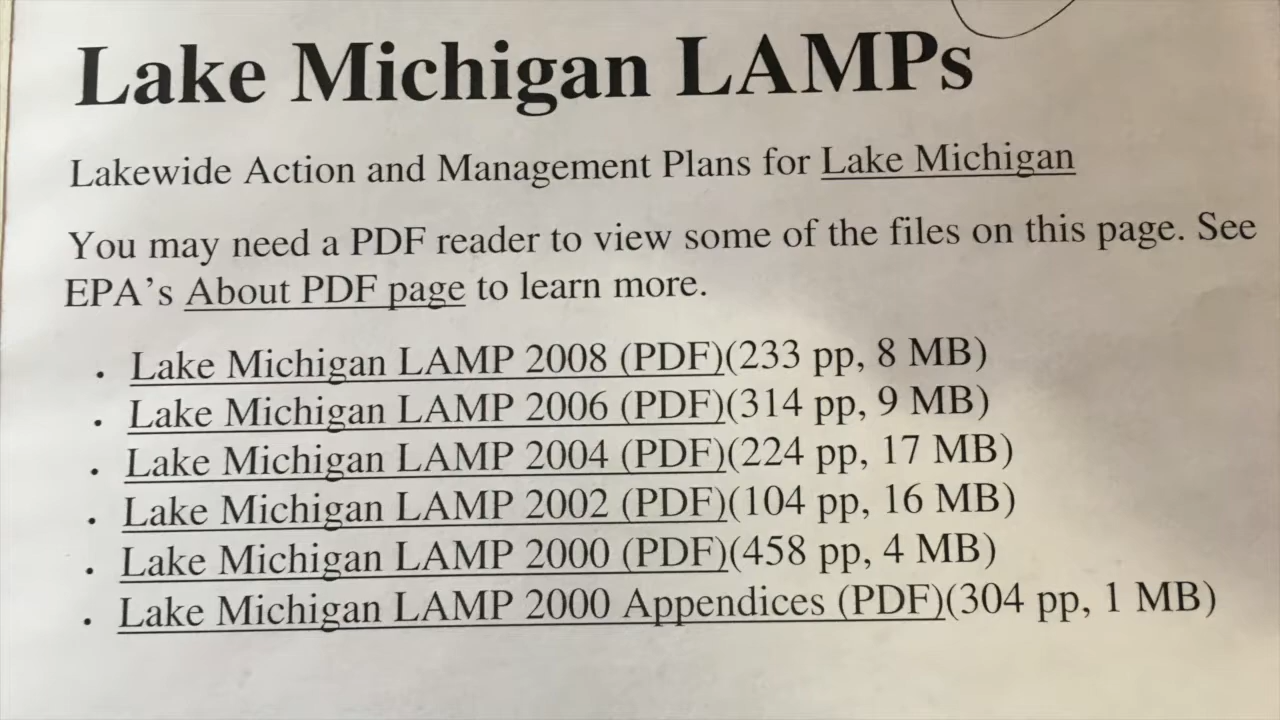 Lake Michigan LAMPs
Lakewide Action and Management Plans for Lake Michigan
You may need a PDF reader to view some of the files on this page. See
EPA's About PDF page to learn more.
• Lake Michigan LAMP 2008 (PDF)(233 pp, 8 MB)
• Lake Michigan LAMP 2006 (PDF)(314 pp, 9 MB)
• Lake Michigan LAMP 2004 (PDF)(224 pp, 17 MB)
• Lake Michigan LAMP 2002 (PDF)(104 pp, 16 MB)
• Lake Michigan LAMP 2000 (PDF)(458 pp, 4 MB)
• Lake Michigan LAMP 2000 Appendices (PDF)(304 pp, 1 MB)